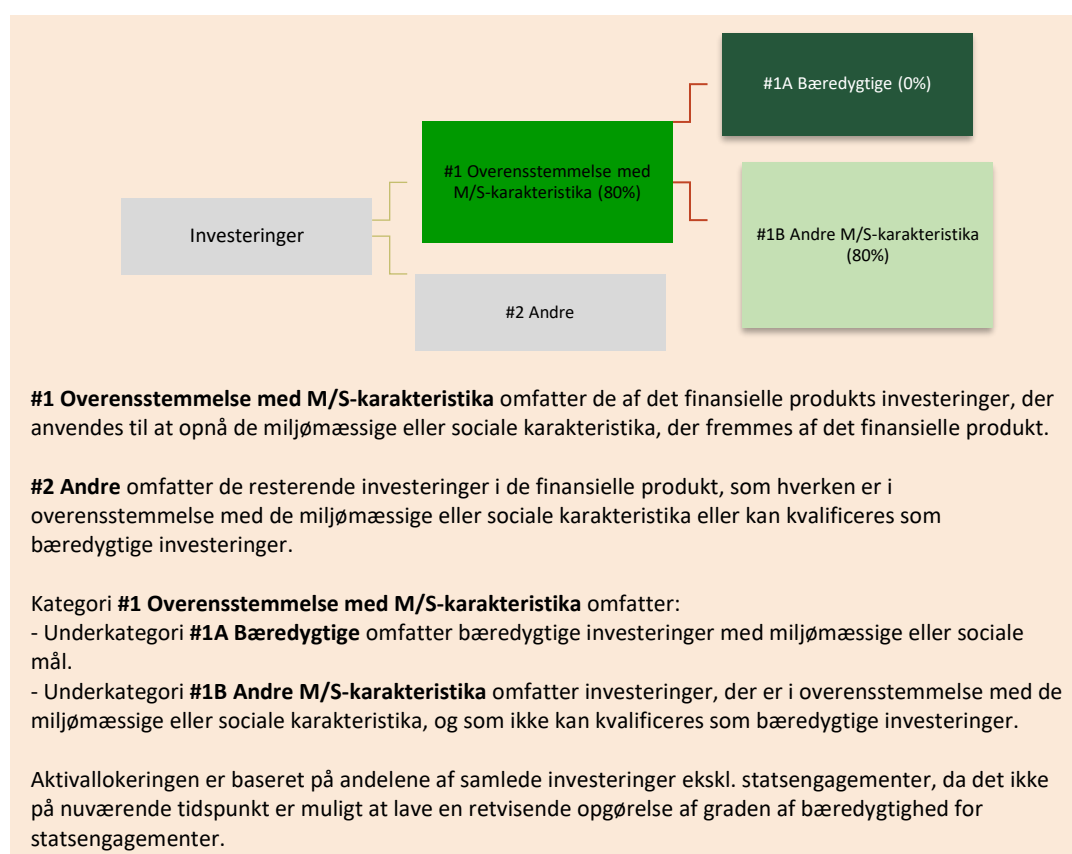 #1A Bæredygtige (0%)
#1 Overensstemmelse med
M/S-karakteristika (80%)
Investeringer
#1B Andre M/S-karakteristika
(80%)
#2 Andre
#1 Overensstemmelse med M/S-karakteristika omfatter de af det finansielle produkts investeringer, der
anvendes til at opnå de miljømæssige eller sociale karakteristika, der fremmes af det finansielle produkt.
#2 Andre omfatter de resterende investeringer i de finansielle produkt, som hverken er i
overensstemmelse med de miljømæssige eller sociale karakteristika eller kan kvalificeres som
bæredygtige investeringer.
Kategori #1 Overensstemmelse med M/S-karakteristika omfatter:
- Underkategori #1A Bæredygtige omfatter bæredygtige investeringer med miljømæssige eller sociale
mål.
- Underkategori #1B Andre M/S-karakteristika omfatter investeringer, der er i overensstemmelse med de
miljømæssige eller sociale karakteristika, og som ikke kan kvalificeres som bæredygtige investeringer.
Aktivallokeringen er baseret på andelene af samlede investeringer ekskl. statsengagementer, da det ikke
på nuværende tidspunkt er muligt at lave en retvisende opgørelse af graden af bæredygtighed for
statsengagementer.